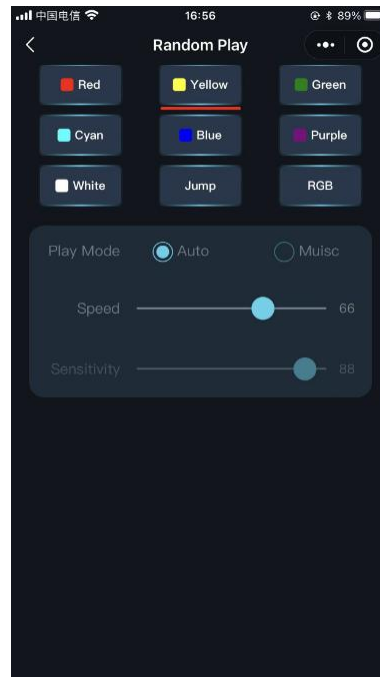 中国电信 16:56 89%
Random Play
Red Yellow Green
Cyan Blue Purple
White Jump RGB
Play Mode Auto Muisc
Speed 66
Sensitivity 88